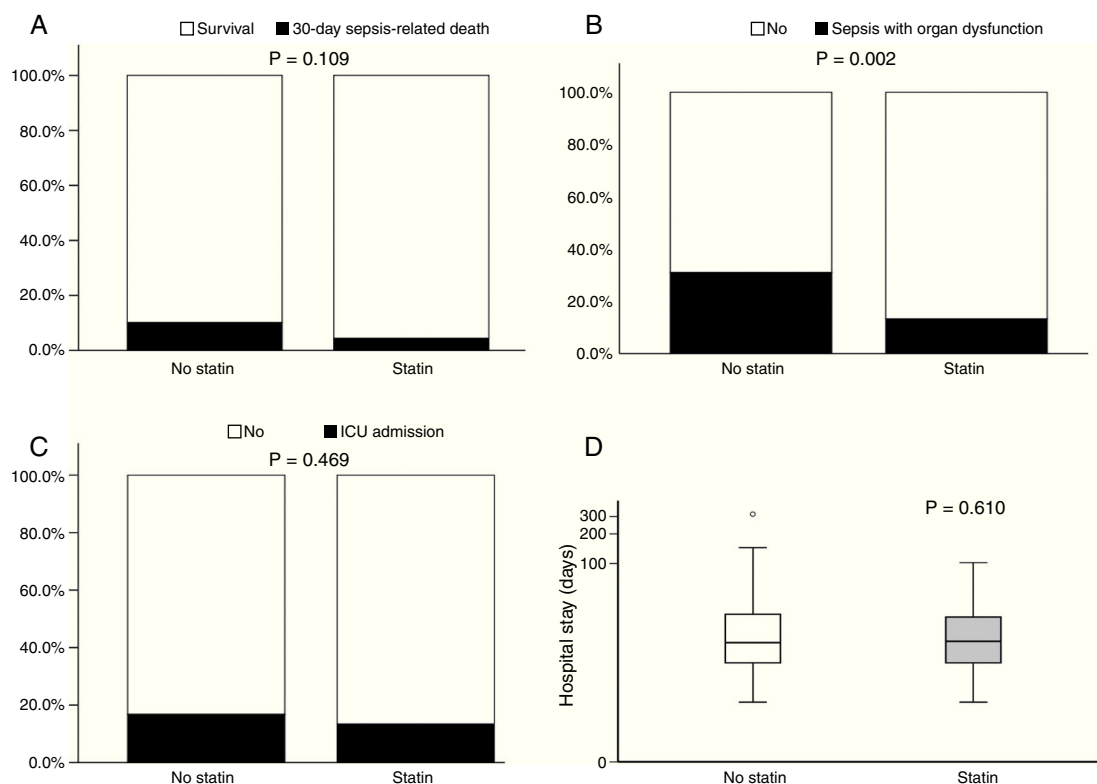 A
Survival 30-day sepsis-related death
P = 0.109
100.0%
80.0%
60.0%
40.0%
20.0%
0.0%
No statin Statin
B
No Sepsis with organ dysfunction
P = 0.002
100.0%
80.0%
60.0%
40.0%
20.0%
0.0%
No statin Statin
C
No ICU admission
P = 0.469
100.0%
80.0%
60.0%
40.0%
20.0%
0.0%
No statin Statin
D
P = 0.610
Hospital stay (days)
300
200
100
0
No statin Statin